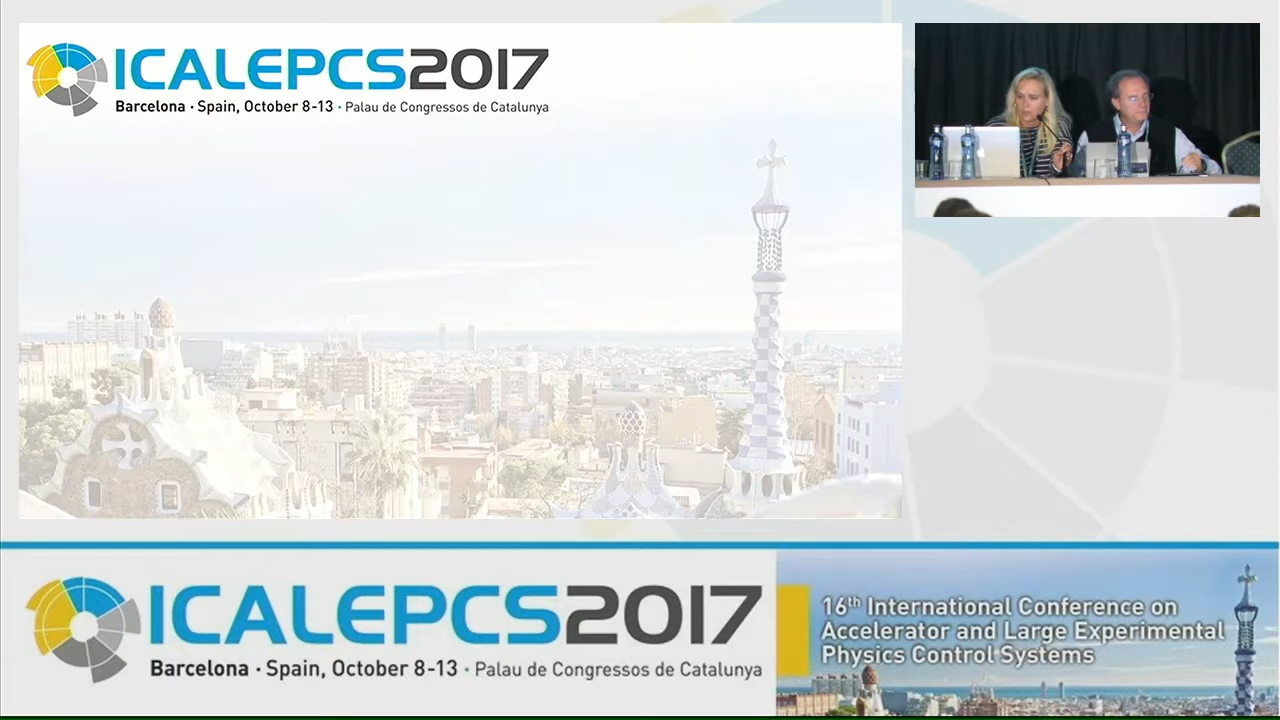 ICALEPCS2017
Barcelona · Spain, October 8-13 · Palau de Congressos de Catalunya
ICALEPCS2017
Barcelona · Spain, October 8-13 · Palau de Congressos de Catalunya
16th International Conference on
Accelerator and Large Experimental
Physics Control Systems